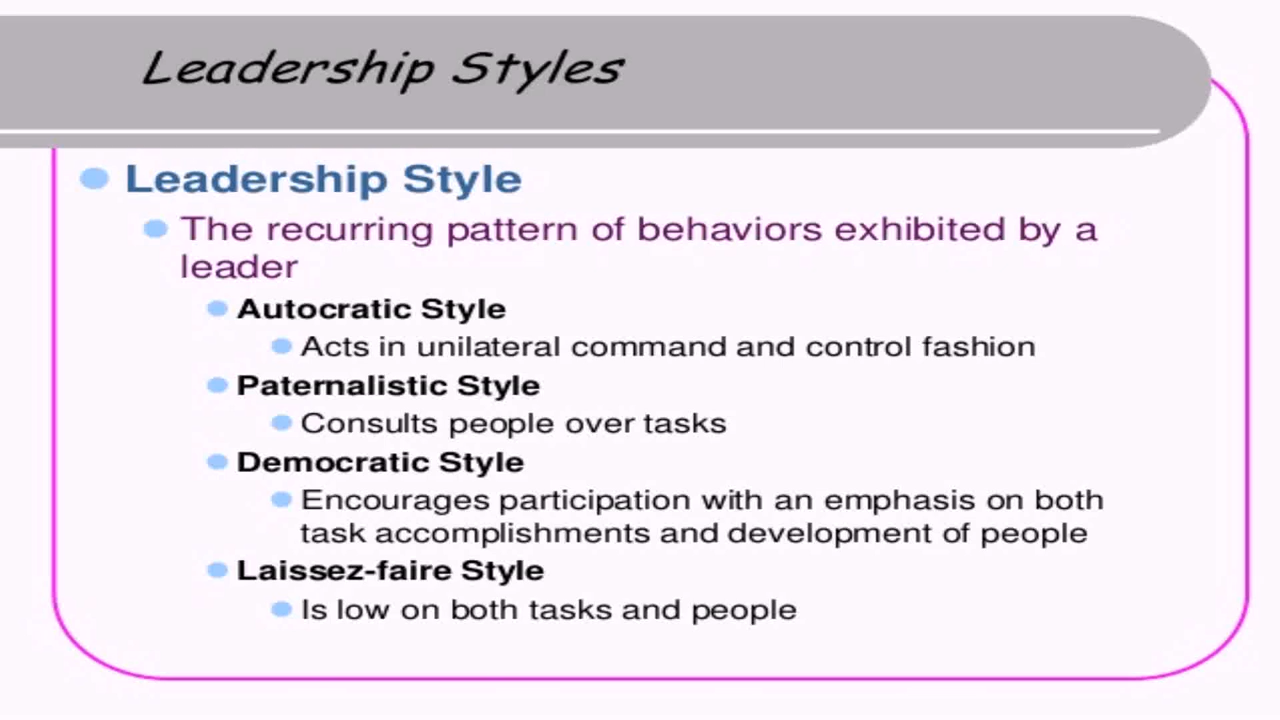 Leadership Styles
Leadership Style
The recurring pattern of behaviors exhibited by a
leader
Autocratic Style
Acts in unilateral command and control fashion
Paternalistic Style
Consults people over tasks
Democratic Style
Encourages participation with an emphasis on both
task accomplishments and development of people
Laissez-faire Style
Is low on both tasks and people